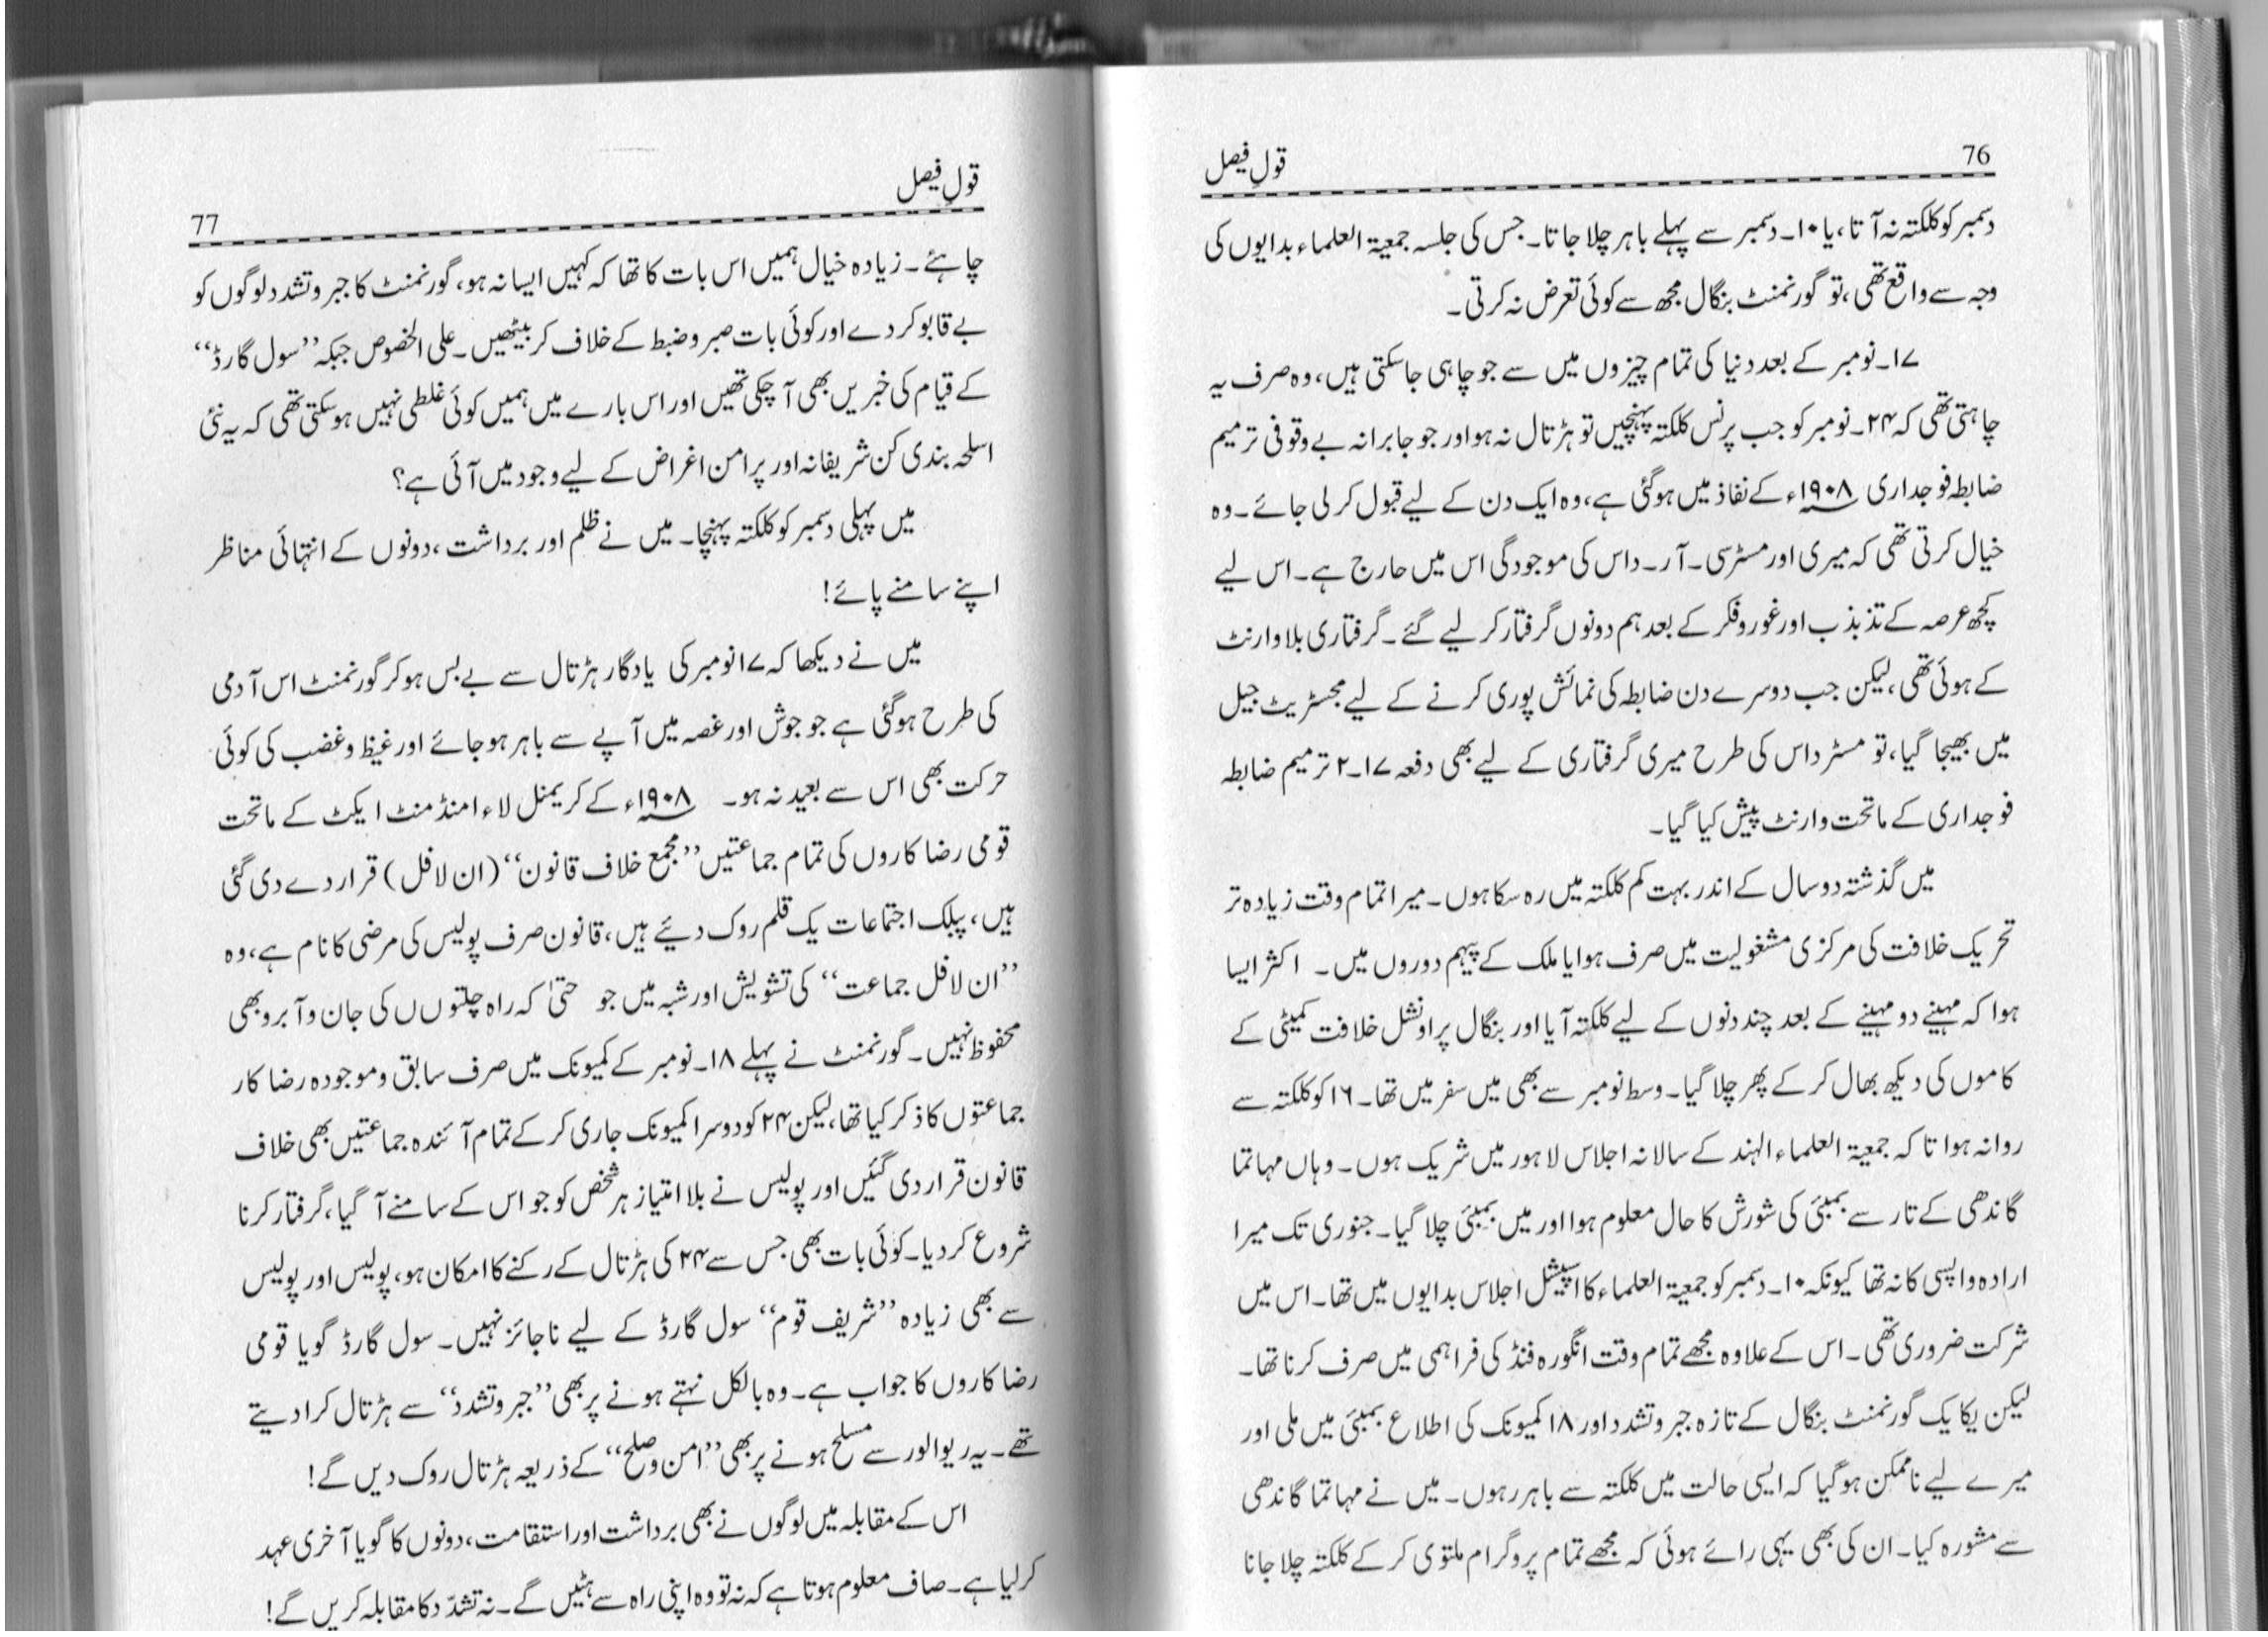 76
قولِ فیصل
دسمبر کو کلکتہ نہ آتا، یا ۱۰۔ دسمبر سے پہلے باہر چلا جاتا۔ جس کی جلسہ جمعیۃ العلماء بدایوں کی
وجہ سے واقع تھی، تو گورنمنٹ بنگال مجھ سے کوئی تعرض نہ کرتی۔
۱۷۔ نومبر کے بعد دنیا کی تمام چیزوں میں سے جو چاہی جاسکتی ہیں، وہ صرف یہ
چاہتی تھی کہ ۲۴۔ نومبر کو جب پرنس کلکتہ پہنچیں تو ہڑتال نہ ہو اور جو جابرانہ بے وقوفی ترمیم
ضابطہ فوجداری ۱۹۰۸ء کے نفاذ میں ہوگئی ہے، وہ ایک دن کے لیے قبول کر لی جائے۔ وہ
خیال کرتی تھی کہ میری اور مسٹر سی۔ آر۔ داس کی موجودگی اس میں حارج ہے۔ اس لیے
کچھ عرصہ کے تذبذب اور غور و فکر کے بعد ہم دونوں گرفتار کر لیے گئے۔ گرفتاری بلا وارنٹ
کے ہوئی تھی، لیکن جب دوسرے دن ضابطہ کی نمائش پوری کرنے کے لیے مجسٹریٹ جیل
میں بھیجا گیا، تو مسٹر داس کی طرح میری گرفتاری کے لیے بھی دفعہ ۱۷۔۲ ترمیم ضابطہ
فوجداری کے ماتحت وارنٹ پیش کیا گیا۔
میں گذشتہ دو سال کے اندر بہت کم کلکتہ میں رہ سکا ہوں۔ میرا تمام وقت زیادہ تر
تحریک خلافت کی مرکزی مشغولیت میں صرف ہوا یا ملک کے پیہم دوروں میں۔ اکثر ایسا
ہوا کہ مہینے دو مہینے کے بعد چند دنوں کے لیے کلکتہ آیا اور بنگال پراونشل خلافت کمیٹی کے
کاموں کی دیکھ بھال کر کے پھر چلا گیا۔ وسط نومبر سے بھی میں سفر میں تھا۔ ۱۶ کو کلکتہ سے
روانہ ہوا تا کہ جمعیۃ العلماء الہند کے سالانہ اجلاس لاہور میں شریک ہوں۔ وہاں مہاتما
گاندھی کے تار سے بمبئی کی شورش کا حال معلوم ہوا اور میں بمبئی چلا گیا۔ جنوری تک میرا
ارادہ واپسی کا نہ تھا کیونکہ ۱۰۔ دسمبر کو جمعیۃ العلماء کا اسپیشل اجلاس بدایوں میں تھا۔ اس میں
شرکت ضروری تھی۔ اس کے علاوہ مجھے تمام وقت انگورہ فنڈ کی فراہمی میں صرف کرنا تھا۔
لیکن یکا یک گورنمنٹ بنگال کے تازہ جبر و تشدد اور ۱۸ کمیونک کی اطلاع بمبئی میں ملی اور
میرے لیے ناممکن ہو گیا کہ ایسی حالت میں کلکتہ سے باہر رہوں۔ میں نے مہاتما گاندھی
سے مشورہ کیا۔ ان کی بھی یہی رائے ہوئی کہ مجھے تمام پروگرام ملتوی کر کے کلکتہ چلا جانا
قولِ فیصل
77
چاہئے۔ زیادہ خیال ہمیں اس بات کا تھا کہ کہیں ایسا نہ ہو، گورنمنٹ کا جبر و تشدد لوگوں کو
بے قابو کردے اور کوئی بات صبر و ضبط کے خلاف کر بیٹھیں۔ علی الخصوص جبکہ ”سول گارڈ“
کے قیام کی خبریں بھی آ چکی تھیں اور اس بارے میں ہمیں کوئی غلطی نہیں ہو سکتی تھی کہ یہ نئی
اسلحہ بندی کن شریفانہ اور پر امن اغراض کے لیے وجود میں آئی ہے؟
میں پہلی دسمبر کو کلکتہ پہنچا۔ میں نے ظلم اور برداشت، دونوں کے انتہائی مناظر
اپنے سامنے پائے!
میں نے دیکھا کہ ۱۷ نومبر کی یادگار ہڑتال سے بے بس ہوکر گورنمنٹ اس آدمی
کی طرح ہوگئی ہے جو جوش اور غصہ میں آپے سے باہر ہو جائے اور غیظ و غضب کی کوئی
حرکت بھی اس سے بعید نہ ہو۔ ۱۹۰۸ء کے کریمنل لاء امنڈمنٹ ایکٹ کے ماتحت
قومی رضا کاروں کی تمام جماعتیں ”مجمع خلاف قانون“ (ان لافل) قرار دے دی گئی
ہیں، پبلک اجتماعات یک قلم روک دیئے ہیں، قانون صرف پولیس کی مرضی کا نام ہے، وہ
”ان لافل جماعت“ کی تشویش اور شبہ میں جو حتیٰ کہ راہ چلتوں کی جان و آبرو بھی
محفوظ نہیں۔ گورنمنٹ نے پہلے ۱۸۔ نومبر کے کمیونک میں صرف سابق و موجودہ رضا کار
جماعتوں کا ذکر کیا تھا، لیکن ۲۴ کو دوسرا کمیونک جاری کر کے تمام آئندہ جماعتیں بھی خلاف
قانون قرار دی گئیں اور پولیس نے بلا امتیاز ہر شخص کو جو اس کے سامنے آ گیا، گرفتار کرنا
شروع کر دیا۔ کوئی بات بھی جس سے ۲۴ کی ہڑتال کے رکنے کا امکان ہو، پولیس اور پولیس
سے بھی زیادہ ”شریف قوم“ سول گارڈ کے لیے ناجائز نہیں۔ سول گارڈ گویا قومی
رضا کاروں کا جواب ہے۔ وہ بالکل نہتے ہونے پر بھی ”جبر و تشدد“ سے ہڑتال کرا دیتے
تھے۔ یہ ریوالور سے مسلح ہونے پر بھی ”امن و صلح“ کے ذریعہ ہڑتال روک دیں گے!
اس کے مقابلہ میں لوگوں نے بھی برداشت اور استقامت، دونوں کا گویا آخری عہد
کر لیا ہے۔ صاف معلوم ہوتا ہے کہ نہ تو وہ اپنی راہ سے ہٹیں گے۔ نہ تشدّد کا مقابلہ کریں گے!